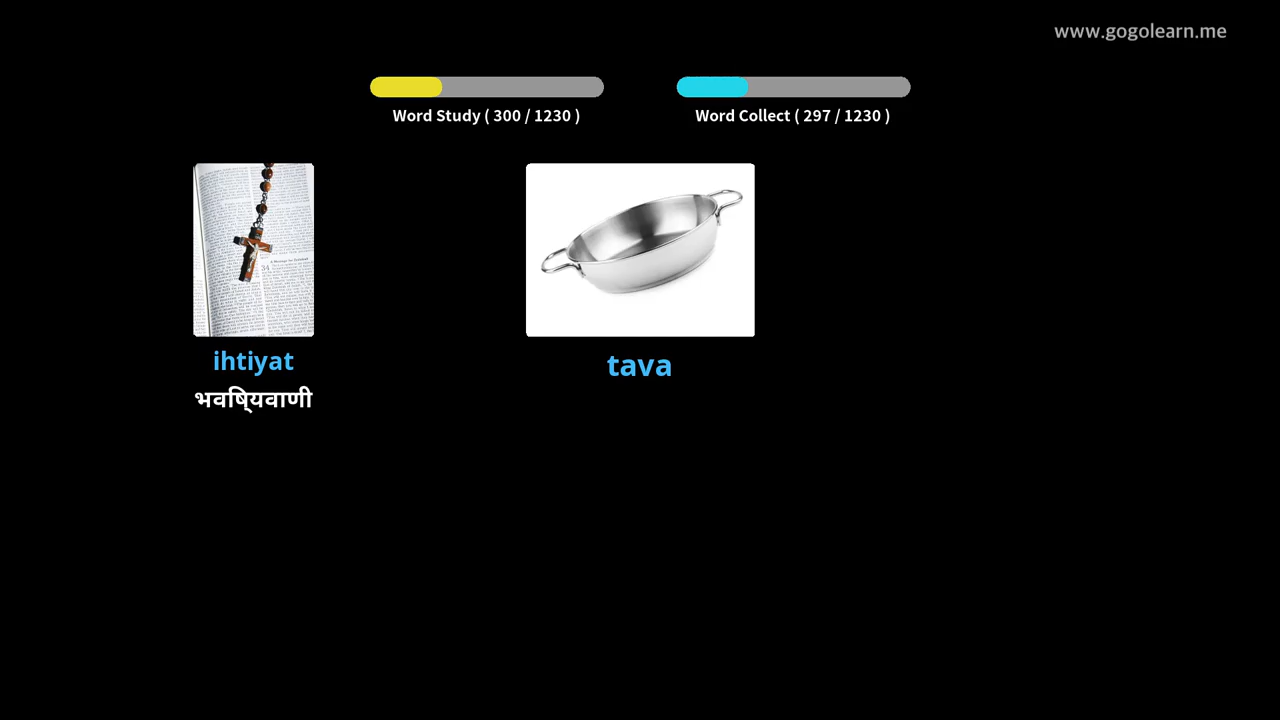 www.gogolearn.me
Word Study ( 300 / 1230 )
Word Collect ( 297 / 1230 )
ihtiyat
भविष्यवाणी
tava